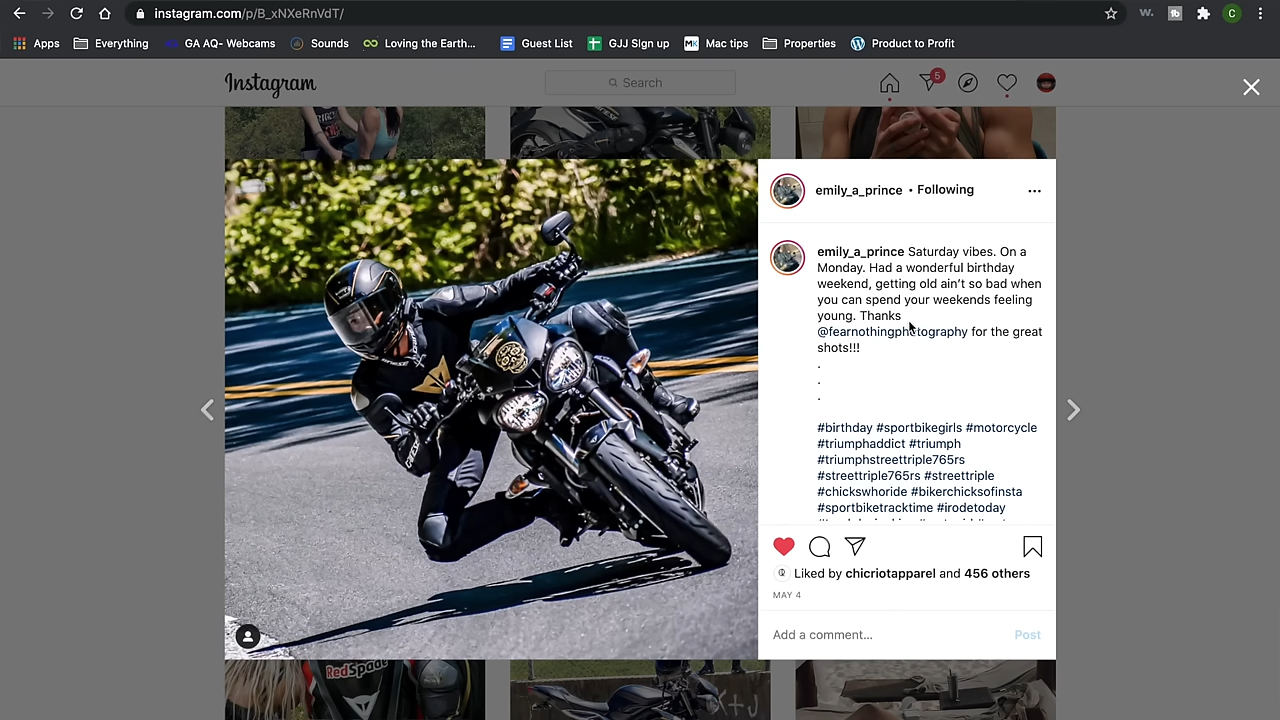 instagram.com/p/B_xNXeRnVdT/
w.
C
Apps
Everything
GA AQ- Webcams
Sounds
Loving the Earth...
Guest List
GJJ SIgn up
Mac tips
Properties
Product to Profit
Instagram
Search
5
emily_a_prince • Following
emily_a_prince Saturday vibes. On a
Monday. Had a wonderful birthday
weekend, getting old ain't so bad when
you can spend your weekends feeling
young. Thanks
@fearnothingphotography for the great
shots!!!
.
.
.
#birthday #sportbikegirls #motorcycle
#triumphaddict #triumph
#triumphstreettriple765rs
#streettriple765rs #streettriple
#chickswhoride #bikerchicksofinsta
#sportbiketracktime #irodetoday
Liked by chicriotapparel and 456 others
MAY 4
Add a comment...
Post
RedSpade